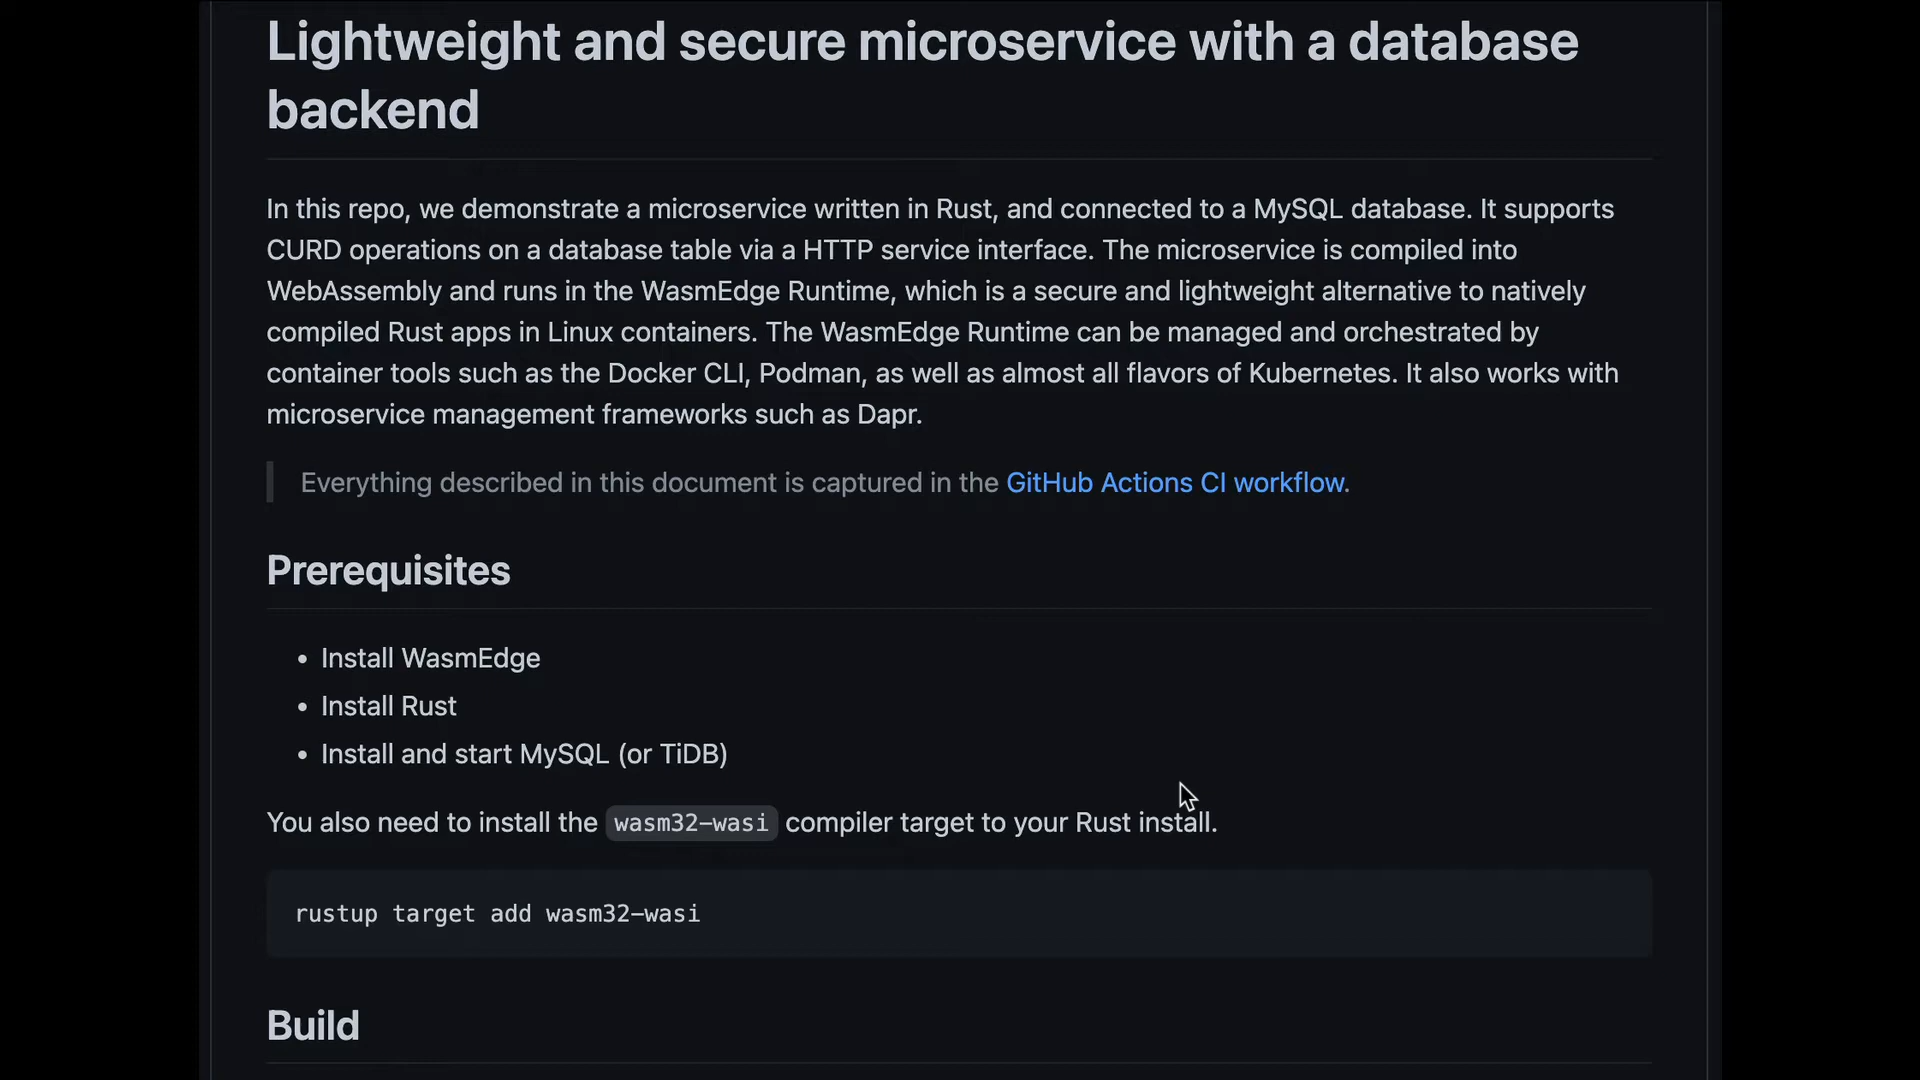 Lightweight and secure microservice with a database
backend
In this repo, we demonstrate a microservice written in Rust, and connected to a MySQL database. It supports
CURD operations on a database table via a HTTP service interface. The microservice is compiled into
WebAssembly and runs in the WasmEdge Runtime, which is a secure and lightweight alternative to natively
compiled Rust apps in Linux containers. The WasmEdge Runtime can be managed and orchestrated by
container tools such as the Docker CLI, Podman, as well as almost all flavors of Kubernetes. It also works with
microservice management frameworks such as Dapr.
Everything described in this document is captured in the GitHub Actions CI workflow.
Prerequisites
• Install WasmEdge
• Install Rust
• Install and start MySQL (or TiDB)
You also need to install the wasm32-wasi compiler target to your Rust install.
rustup target add wasm32-wasi
Build